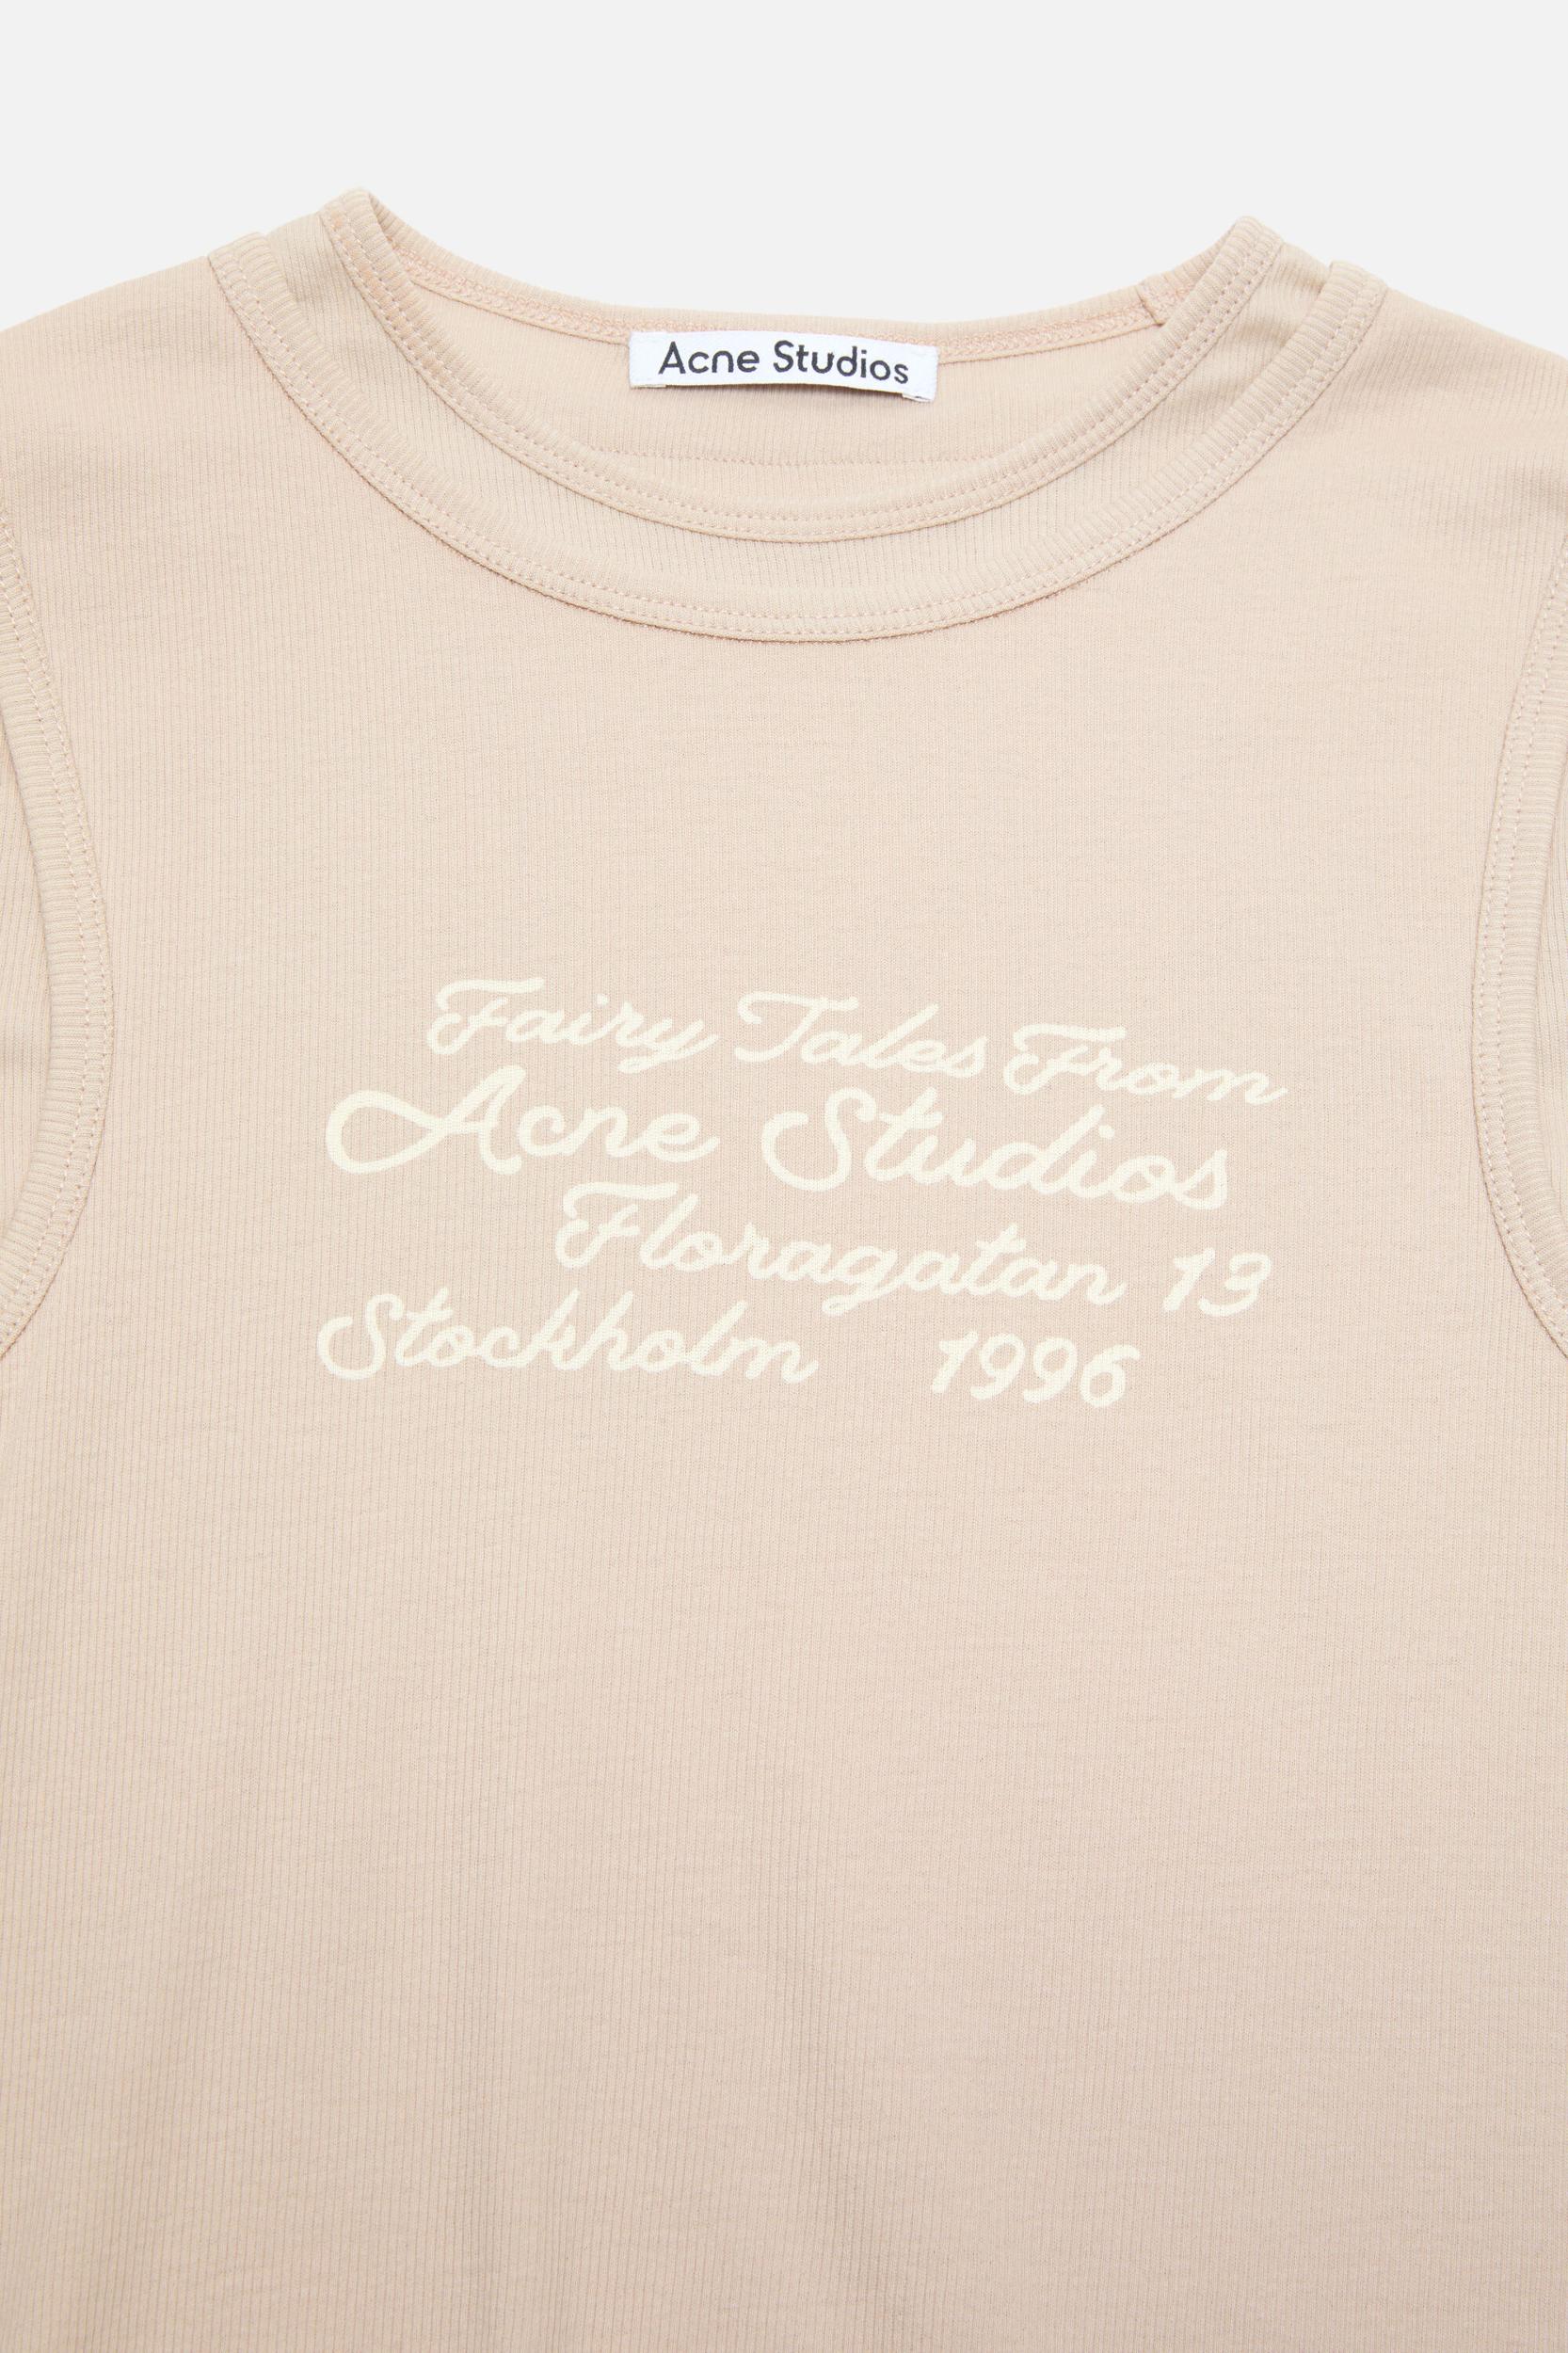 Acne Studios
Fairy Tales From
Acne Studios
Floragatan 13
Stockholm 1996